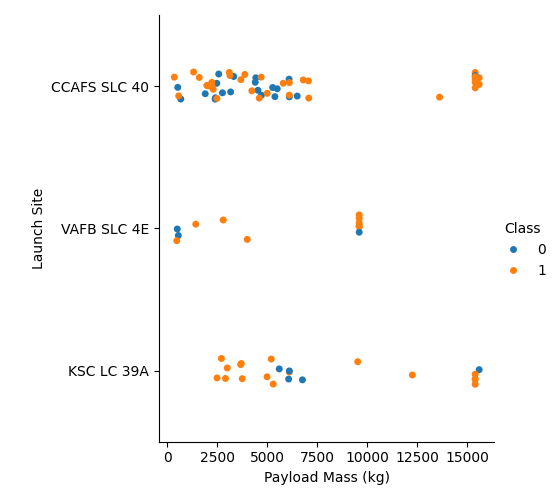 CCAFS SLC 40
VAFB SLC 4E
KSC LC 39A
Launch Site
Class
0
1
0 2500 5000 7500 10000 12500 15000
Payload Mass (kg)